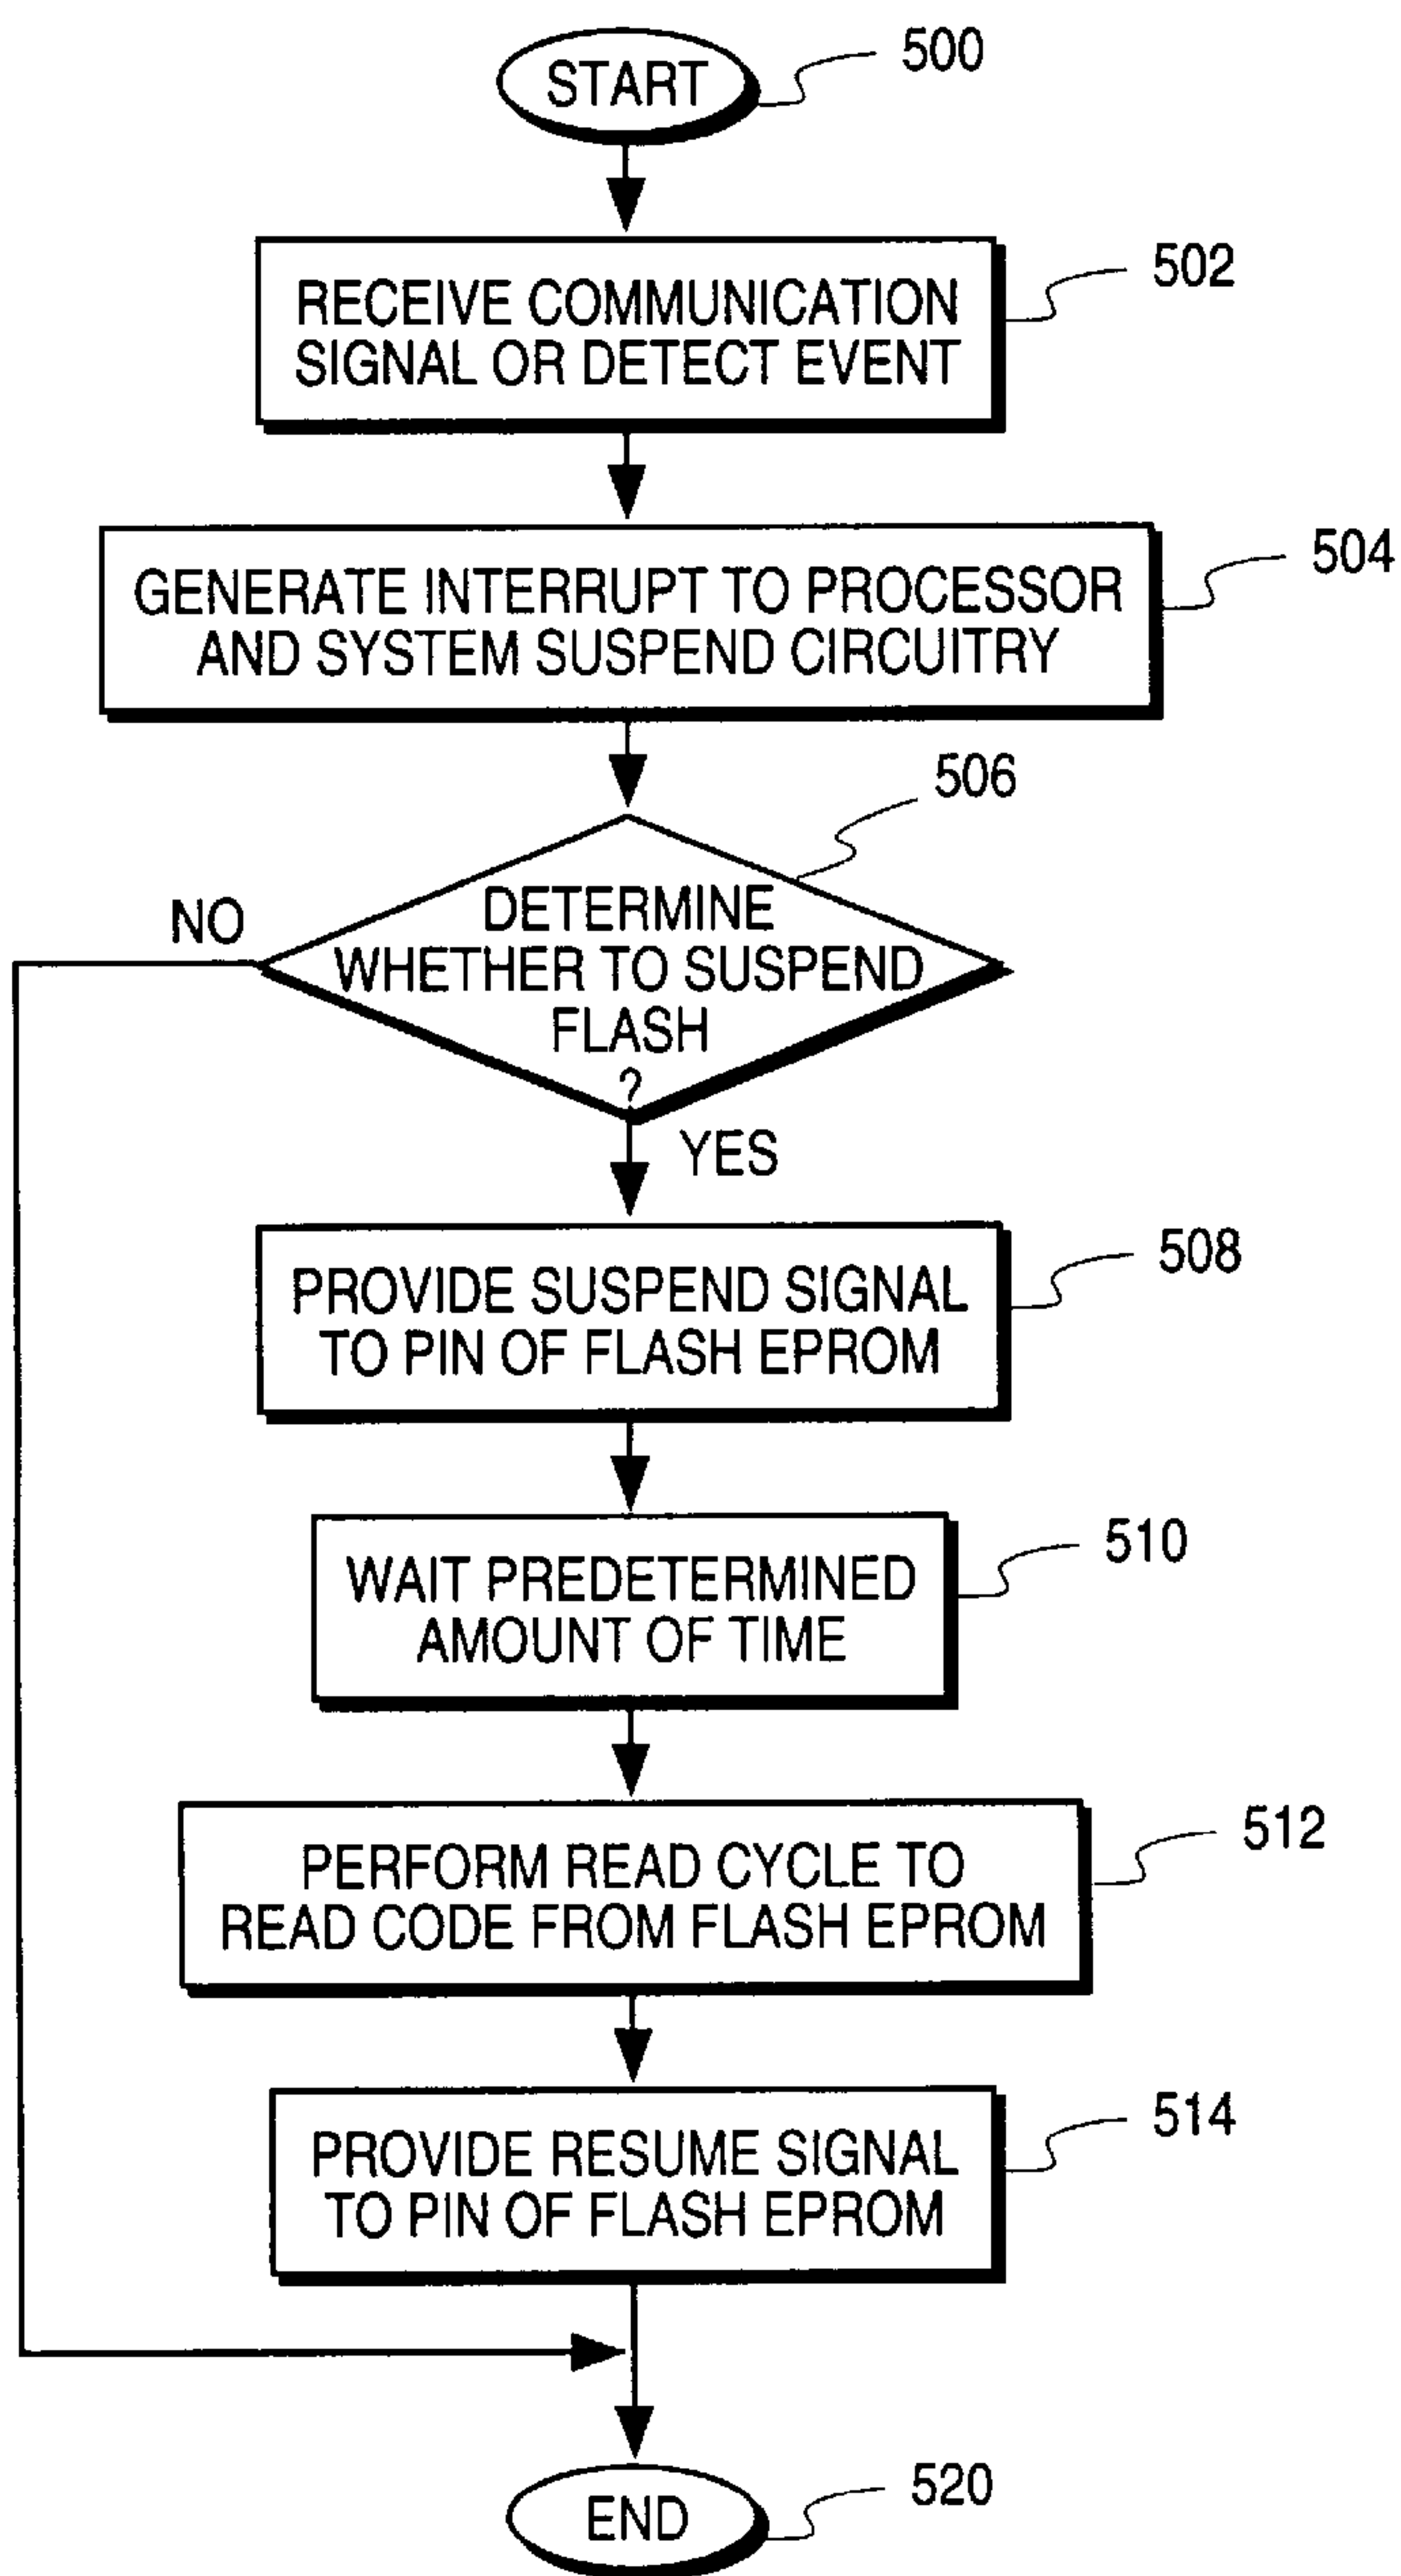 START
500
RECEIVE COMMUNICATION
SIGNAL OR DETECT EVENT
502
GENERATE INTERRUPT TO PROCESSOR
AND SYSTEM SUSPEND CIRCUITRY
504
506
DETERMINE
WHETHER TO SUSPEND
FLASH
?
NO
YES
PROVIDE SUSPEND SIGNAL
TO PIN OF FLASH EPROM
508
WAIT PREDETERMINED
AMOUNT OF TIME
510
PERFORM READ CYCLE TO
READ CODE FROM FLASH EPROM
512
PROVIDE RESUME SIGNAL
TO PIN OF FLASH EPROM
514
END
520